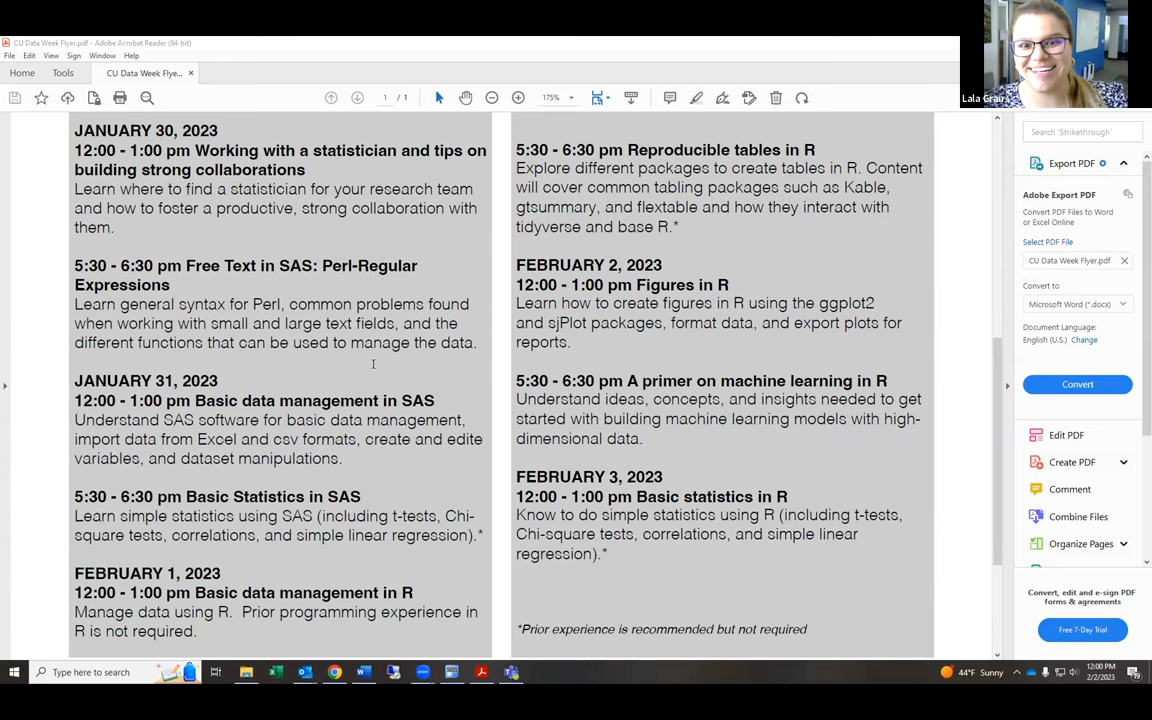 CU Data Week Flyer.pdf - Adobe Acrobat Reader (64-bit)
File Edit View Sign Window Help
Home Tools CU Data Week Flye... ×
1 / 1 175%
JANUARY 30, 2023
12:00 - 1:00 pm Working with a statistician and tips on
building strong collaborations
Learn where to find a statistician for your research team
and how to foster a productive, strong collaboration with
them.
5:30 - 6:30 pm Free Text in SAS: Perl-Regular
Expressions
Learn general syntax for Perl, common problems found
when working with small and large text fields, and the
different functions that can be used to manage the data.
JANUARY 31, 2023
12:00 - 1:00 pm Basic data management in SAS
Understand SAS software for basic data management,
import data from Excel and csv formats, create and edite
variables, and dataset manipulations.
5:30 - 6:30 pm Basic Statistics in SAS
Learn simple statistics using SAS (including t-tests, Chi-
square tests, correlations, and simple linear regression).*
FEBRUARY 1, 2023
12:00 - 1:00 pm Basic data management in R
Manage data using R. Prior programming experience in
R is not required.
5:30 - 6:30 pm Reproducible tables in R
Explore different packages to create tables in R. Content
will cover common tabling packages such as Kable,
gtsummary, and flextable and how they interact with
tidyverse and base R.*
FEBRUARY 2, 2023
12:00 - 1:00 pm Figures in R
Learn how to create figures in R using the ggplot2
and sjPlot packages, format data, and export plots for
reports.
5:30 - 6:30 pm A primer on machine learning in R
Understand ideas, concepts, and insights needed to get
started with building machine learning models with high-
dimensional data.
FEBRUARY 3, 2023
12:00 - 1:00 pm Basic statistics in R
Know to do simple statistics using R (including t-tests,
Chi-square tests, correlations, and simple linear
regression).*
*Prior experience is recommended but not required
Lala Grau
Search 'Strikethrough'
Export PDF
Adobe Export PDF
Convert PDF Files to Word
or Excel Online
Select PDF File
CU Data Week Flyer.pdf
Convert to
Microsoft Word (*.docx)
Document Language:
English (U.S.) Change
Convert
Edit PDF
Create PDF
Comment
Combine Files
Organize Pages
Convert, edit and e-sign PDF
forms & agreements
Free 7-Day Trial
Type here to search
44°F Sunny
12:00 PM
2/2/2023